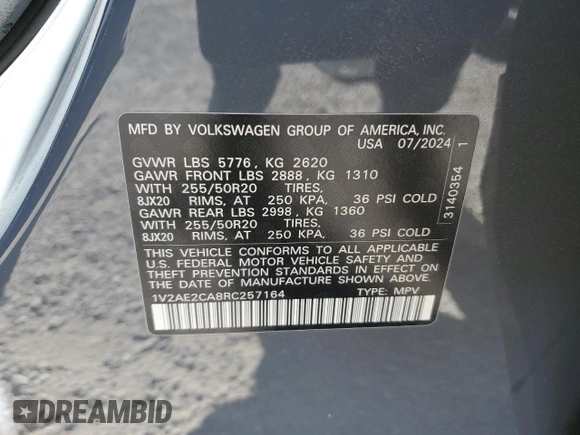 MFD BY VOLKSWAGEN GROUP OF AMERICA, INC.
USA 07/2024
GVWR LBS 5776, KG 2620
GAWR FRONT LBS 2888, KG 1310
WITH 255/50R20 TIRES,
8JX20 RIMS, AT 250 KPA, 36 PSI COLD
GAWR REAR LBS 2998, KG 1360
WITH 255/50R20 TIRES,
8JX20 RIMS, AT 250 KPA, 36 PSI COLD
THIS VEHICLE CONFORMS TO ALL APPLICABLE
U.S. FEDERAL MOTOR VEHICLE SAFETY AND
THEFT PREVENTION STANDARDS IN EFFECT ON THE
DATE OF MANUFACTURE SHOWN ABOVE.
1V2AE2CA8RC257164 TYPE: MPV
3140354 1
DREAMBID